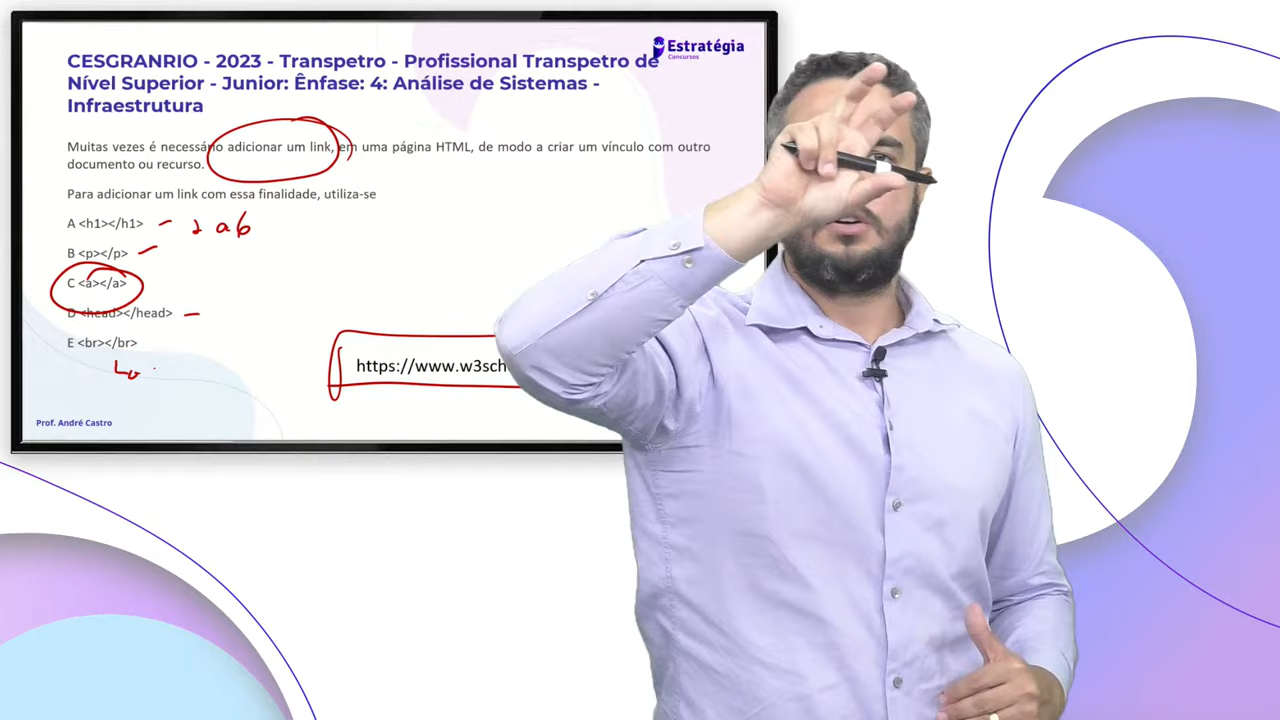 Estratégia
Concursos
CESGRANRIO - 2023 - Transpetro - Profissional Transpetro de
Nível Superior - Junior: Ênfase: 4: Análise de Sistemas -
Infraestrutura
Muitas vezes é necessário adicionar um link, em uma página HTML, de modo a criar um vínculo com outro
documento ou recurso.
Para adicionar um link com essa finalidade, utiliza-se
A <h1></h1>
B <p></p>
C <a></a>
D <head></head>
E <br></br>
https://www.w3sch
Prof. André Castro